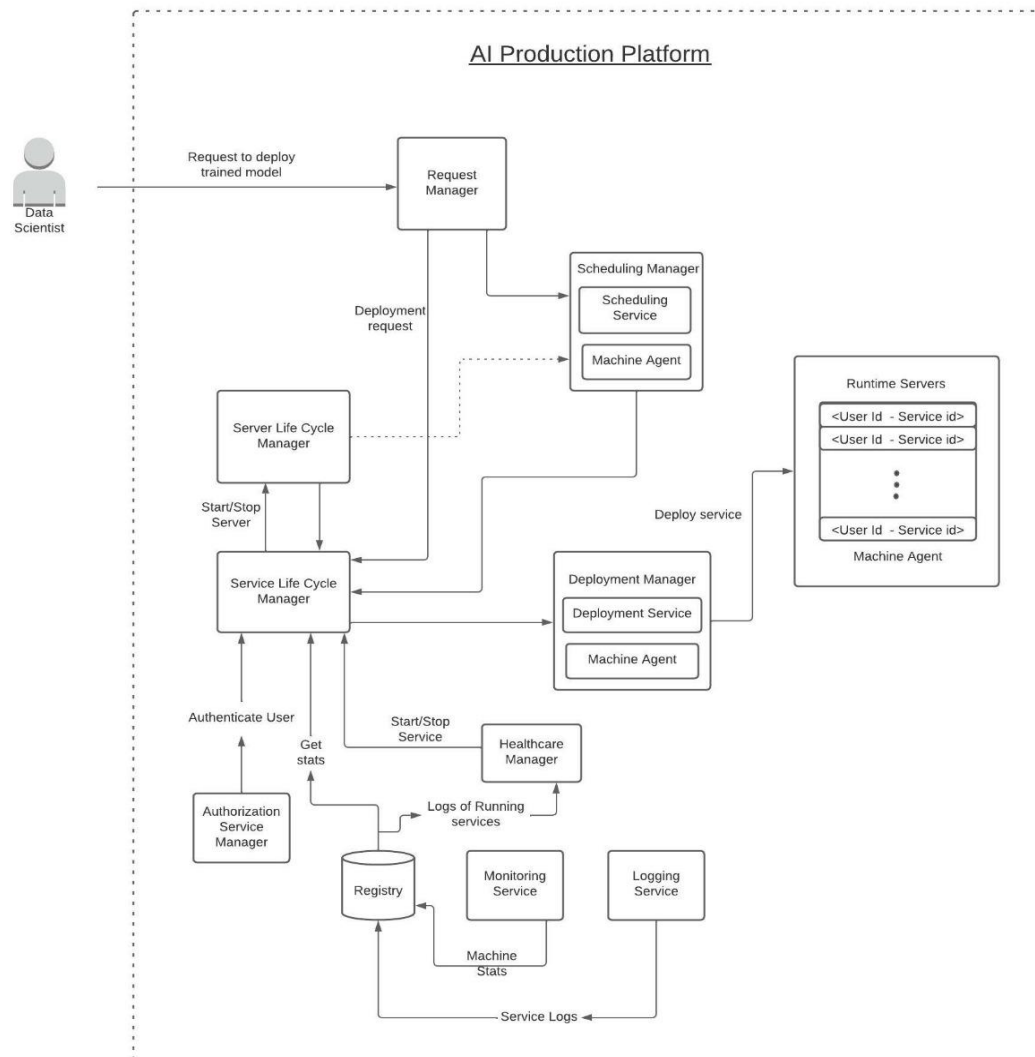 AI Production Platform
Request to deploy
trained model
Request
Manager
Data
Scientist
Scheduling Manager
Scheduling
Service
Machine Agent
Deployment
request
Runtime Servers
<User Id - Service id>
<User Id - Service id>
<User Id - Service id>
Machine Agent
Server Life Cycle
Manager
Start/Stop
Server
Deploy service
Service Life Cycle
Manager
Deployment Manager
Deployment Service
Machine Agent
Authenticate User
Get
stats
Start/Stop
Service
Healthcare
Manager
Authorization
Service
Manager
Logs of Running
services
Registry
Monitoring
Service
Logging
Service
Machine
Stats
Service Logs